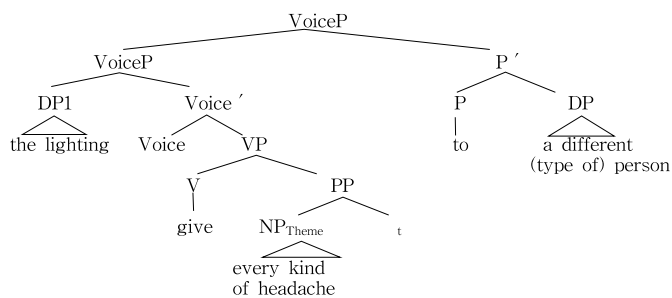 VoiceP
VoiceP P ′
DP1 Voice ′ P DP
the lighting Voice VP to a different
(type of) person
V PP
give NPTheme t
every kind
of headache